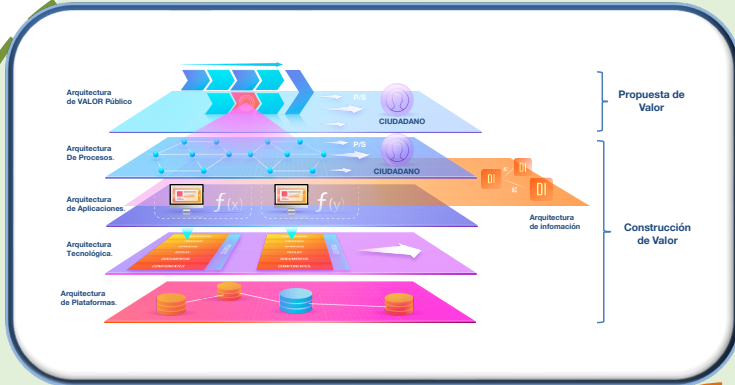 Arquitectura
de VALOR Público
P/S
CIUDADANO
Propuesta de
Valor
Arquitectura
De Procesos.
P/S
CIUDADANO
DI
DI
DI
Arquitectura
de Aplicaciones.
f(x)
f(y)
Arquitectura
de infomación
Construcción
de Valor
Arquitectura
Tecnológica.
Arquitectura
de Plataformas.